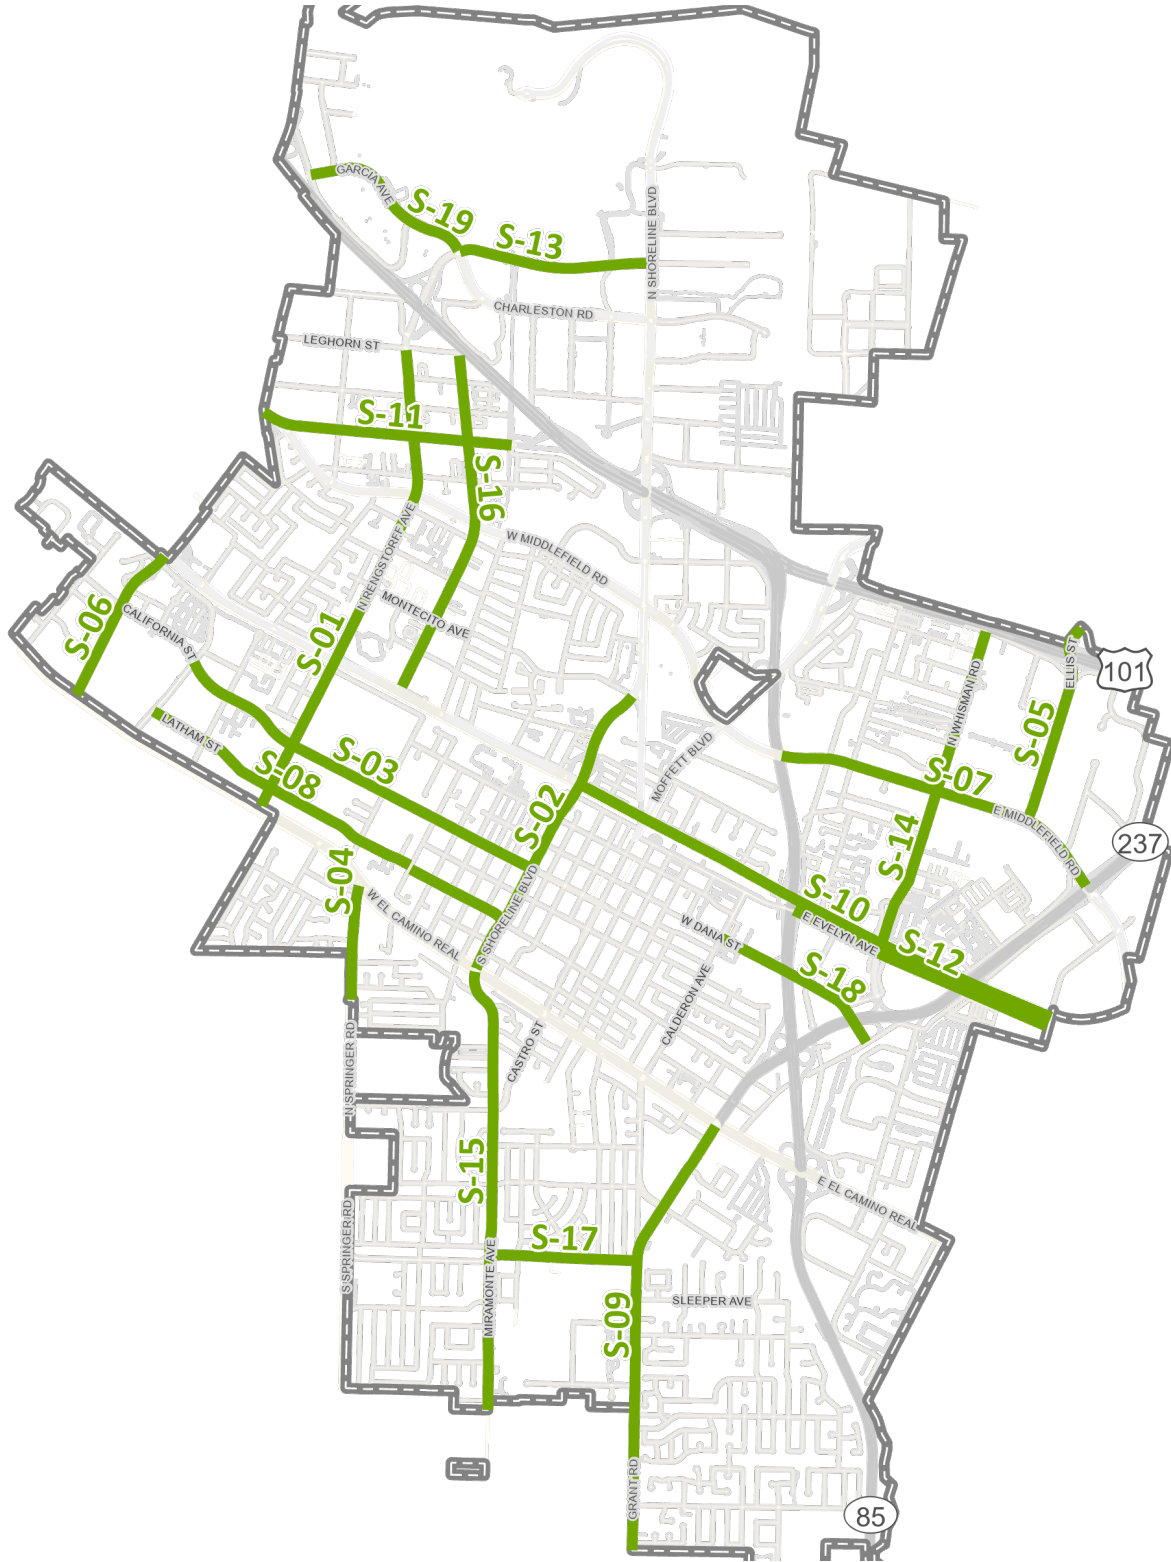 GARCIA AVE
S-19
S-13
N SHORELINE BLVD
CHARLESTON RD
LEGHORN ST
S-11
S-16
N RENGSTORFF AVE
W MIDDLEFIELD RD
MONTECITO AVE
S-06
CALIFORNIA ST
S-01
ELLIS ST
101
N WHISMAN RD
S-05
LATHAM ST
S-03
S-08
MOFFETT BLVD
S-07
S-02
E MIDDLEFIELD RD
237
S-14
S-04
W EL CAMINO REAL
S SHORELINE BLVD
S-10
E EVELYN AVE
W DANA ST
S-12
S-18
CALDERON AVE
CASTRO ST
N SPRINGER RD
S-15
E EL CAMINO REAL
S SPRINGER RD
MIRAMONTE AVE
S-17
SLEEPER AVE
S-09
GRANT RD
85